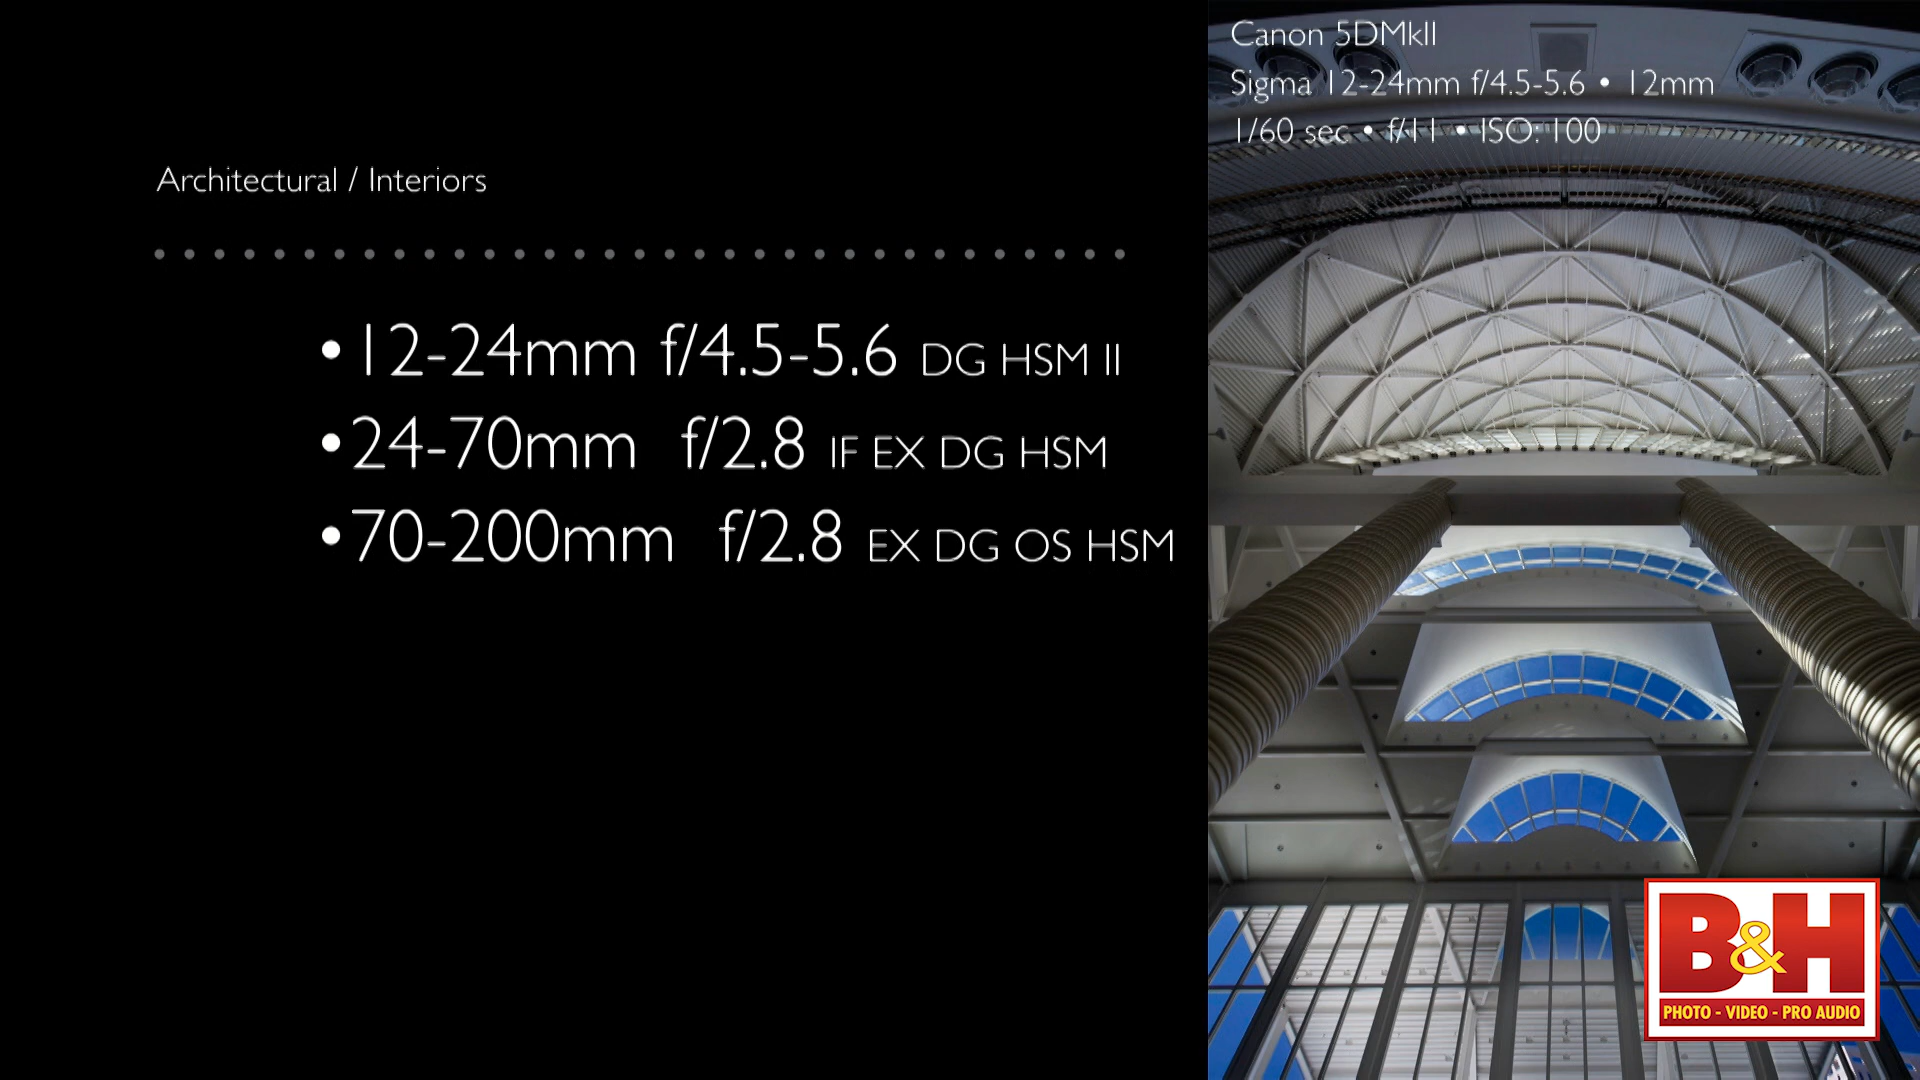 Architectural / Interiors
•12-24mm f/4.5-5.6 DG HSM II
•24-70mm f/2.8 IF EX DG HSM
•70-200mm f/2.8 EX DG OS HSM
Canon 5DMkII
Sigma 12-24mm f/4.5-5.6 • 12mm
1/60 sec • f/11 • ISO: 100
B&H
PHOTO - VIDEO - PRO AUDIO